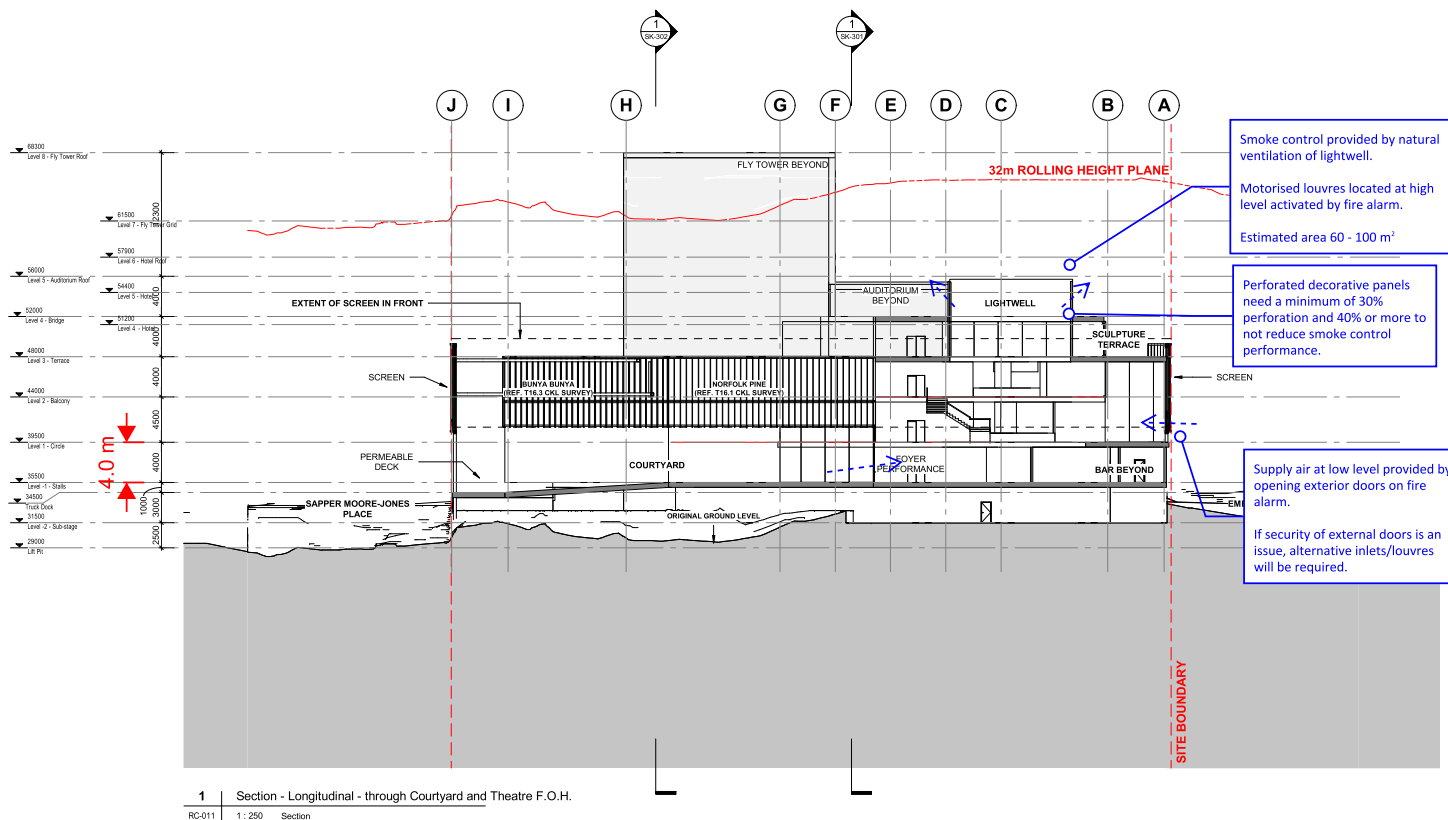 1
SK-302
1
SK-301
J
I
H
G
F
E
D
C
B
A
68300
Level 8 - Fly Tower Roof
61500
Level 7 - Fly Tower Grid
57900
Level 6 - Hotel Roof
56000
Level 5 - Auditorium Roof
54400
Level 5 - Hotel
52000
Level 4 - Bridge
51200
Level 4 - Hotel
48000
Level 3 - Terrace
44000
Level 2 - Balcony
39500
Level 1 - Circle
35500
Level -1 - Stalls
34500
Truck Dock
31500
Level -2 - Sub-stage
29000
Lift Pit
2300
4000
4000
4000
4500
4000
1000
3000
2500
4.0 m
FLY TOWER BEYOND
32m ROLLING HEIGHT PLANE
EXTENT OF SCREEN IN FRONT
AUDITORIUM
BEYOND
LIGHTWELL
SCULPTURE
TERRACE
SCREEN
BUNYA BUNYA
(REF. T16.3 CKL SURVEY)
NORFOLK PINE
(REF. T16.1 CKL SURVEY)
SCREEN
PERMEABLE
DECK
COURTYARD
FOYER
PERFORMANCE
BAR BEYOND
SAPPER MOORE-JONES
PLACE
ORIGINAL GROUND LEVEL
SITE BOUNDARY
Smoke control provided by natural
ventilation of lightwell.
Motorised louvres located at high
level activated by fire alarm.
Estimated area 60 - 100 m²
Perforated decorative panels
need a minimum of 30%
perforation and 40% or more to
not reduce smoke control
performance.
Supply air at low level provided by
opening exterior doors on fire
alarm.
If security of external doors is an
issue, alternative inlets/louvres
will be required.
1
Section - Longitudinal - through Courtyard and Theatre F.O.H.
RC-011
1 : 250
Section